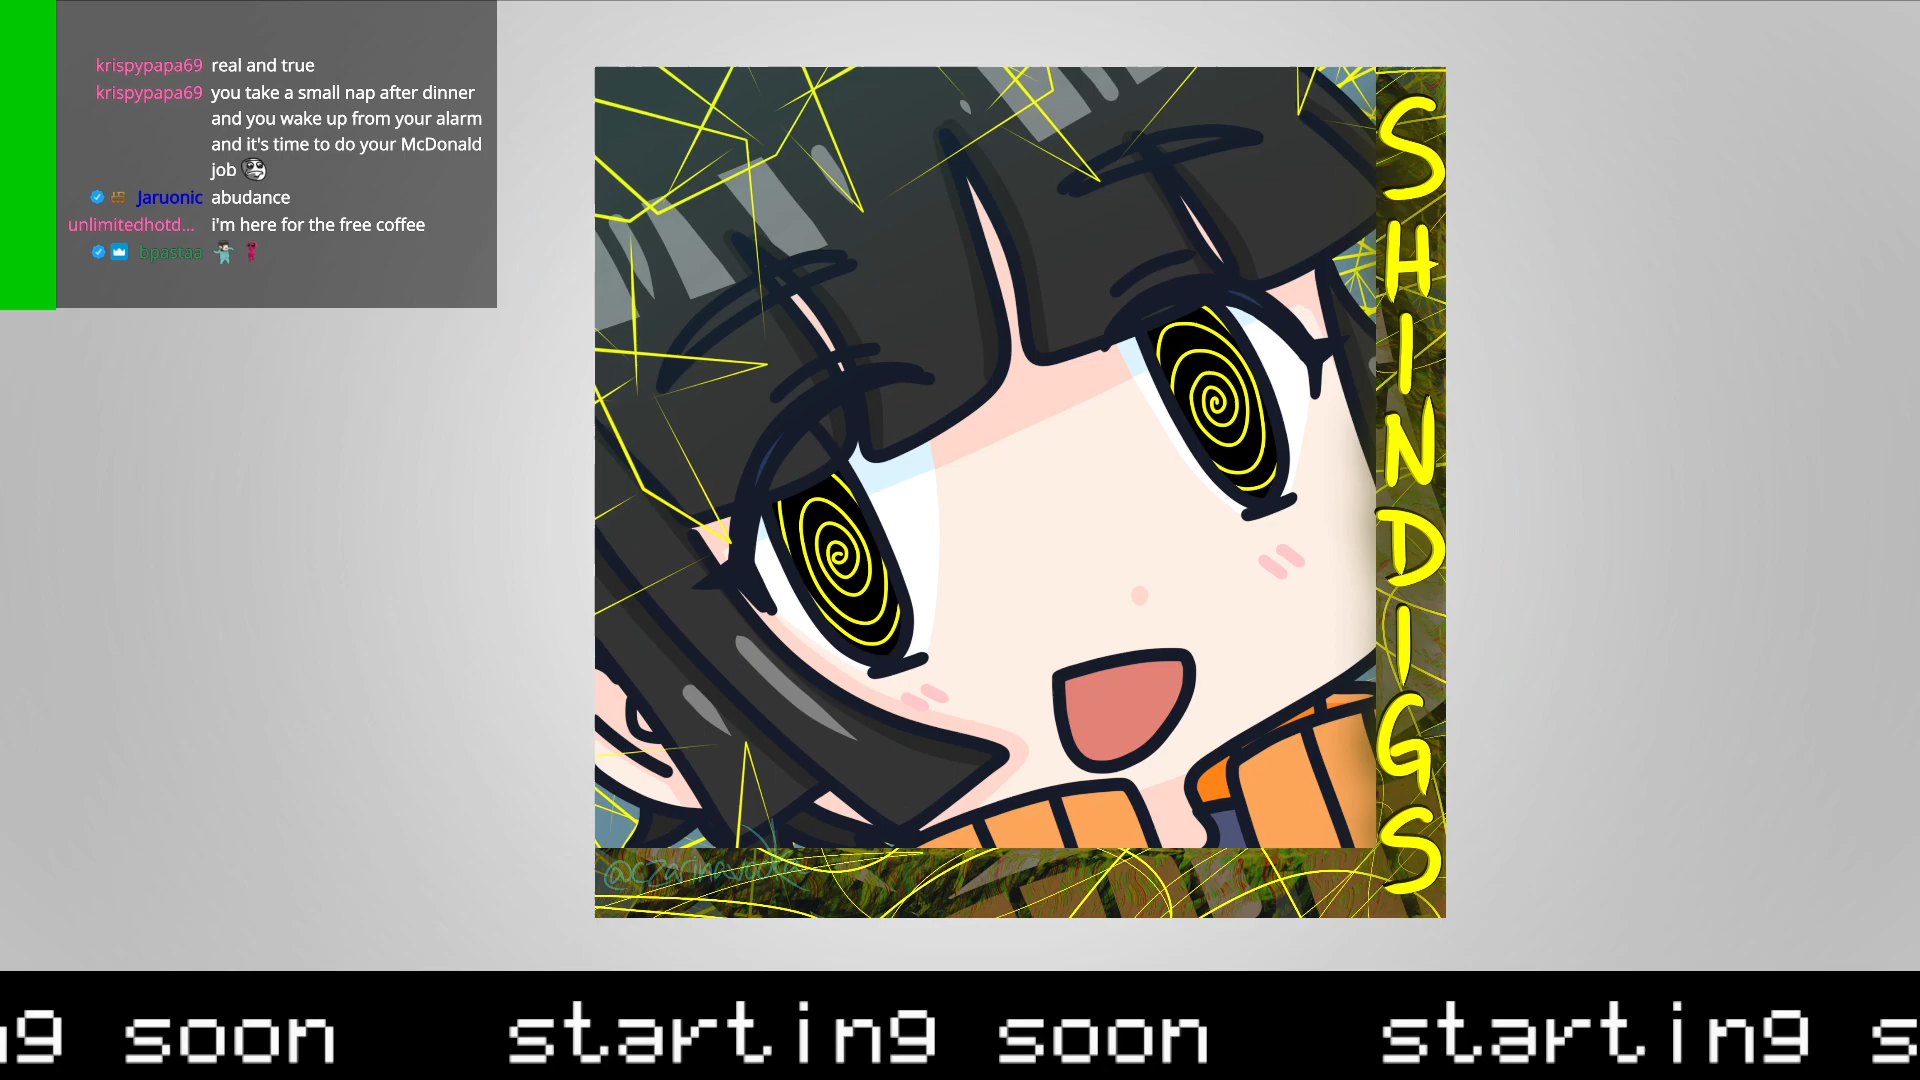 krispypapa69 real and true
krispypapa69 you take a small nap after dinner
and you wake up from your alarm
and it's time to do your McDonald
job
Jaruonic abudance
unlimitedhotd... i'm here for the free coffee
bpastaa
SHINDIGS
ng soon starting soon starting s